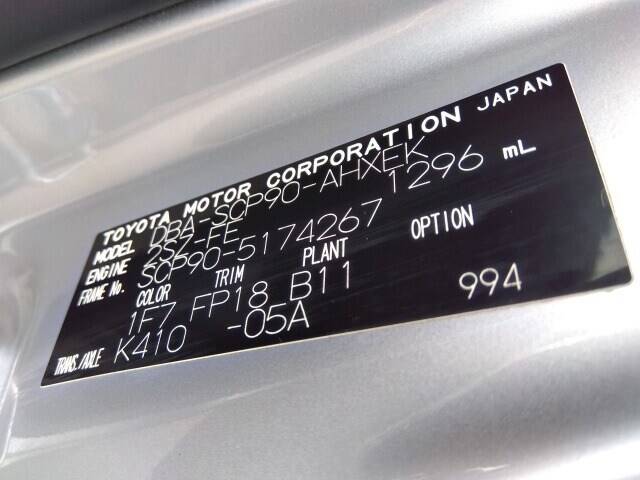 TOYOTA MOTOR CORPORATION JAPAN
MODEL DBA-SCP90-AHXEK
ENGINE 2SZ-FE 1296 mL
FRAME No. SCP90-5174267
COLOR TRIM PLANT OPTION
1F7 FP18 B11 994
TRANS./AXLE K410 -05A